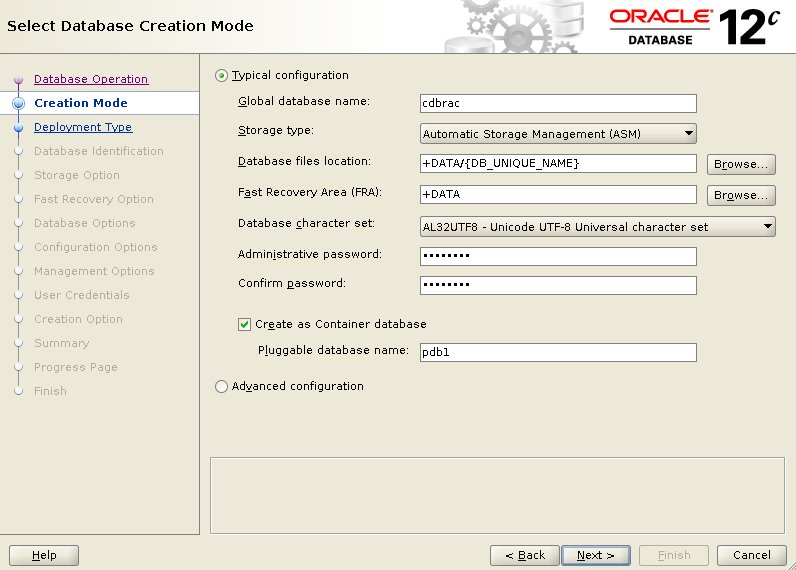 Select Database Creation Mode
ORACLE DATABASE 12c
Database Operation
Creation Mode
Deployment Type
Database Identification
Storage Option
Fast Recovery Option
Database Options
Configuration Options
Management Options
User Credentials
Creation Option
Summary
Progress Page
Finish
Typical configuration
Global database name: cdbrac
Storage type: Automatic Storage Management (ASM)
Database files location: +DATA/{DB_UNIQUE_NAME} Browse...
Fast Recovery Area (FRA): +DATA Browse...
Database character set: AL32UTF8 - Unicode UTF-8 Universal character set
Administrative password: ••••••••
Confirm password: ••••••••
Create as Container database
Pluggable database name: pdb1
Advanced configuration
Help < Back Next > Finish Cancel